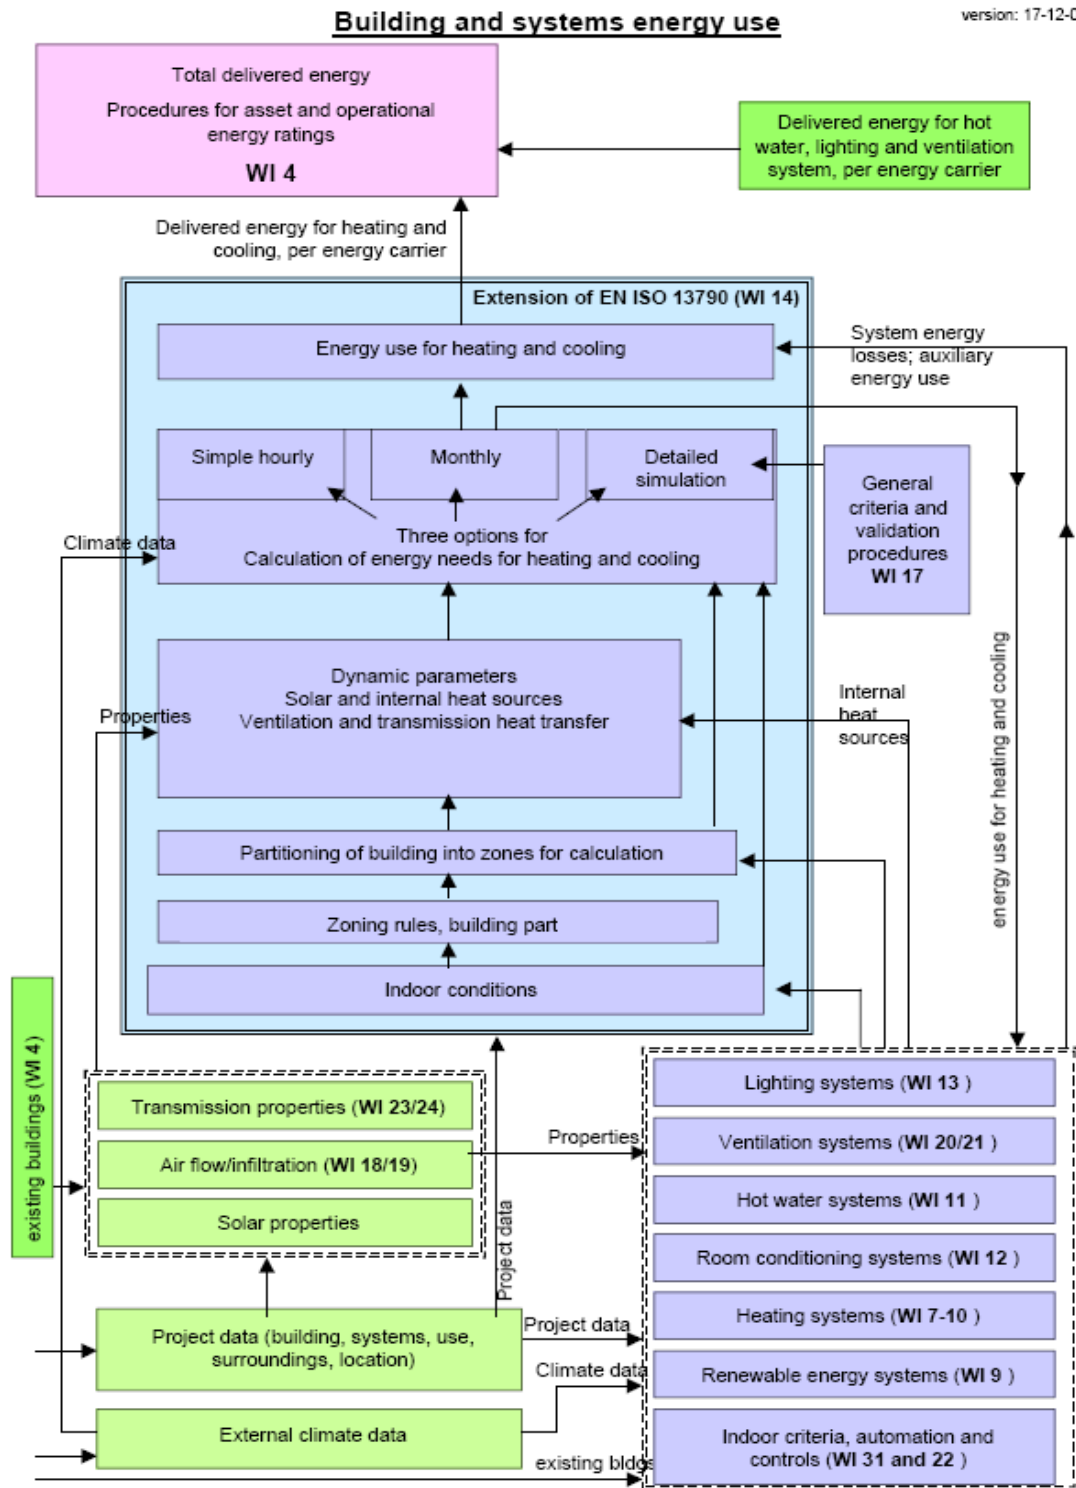 Building and systems energy use
version: 17-12-0
Total delivered energy
Procedures for asset and operational
energy ratings
WI 4
Delivered energy for hot
water, lighting and ventilation
system, per energy carrier
Delivered energy for heating and
cooling, per energy carrier
Extension of EN ISO 13790 (WI 14)
Energy use for heating and cooling
System energy
losses; auxiliary
energy use
Simple hourly
Monthly
Detailed
simulation
General
criteria and
validation
procedures
WI 17
Three options for
Calculation of energy needs for heating and cooling
Climate data
Dynamic parameters
Solar and internal heat sources
Ventilation and transmission heat transfer
Properties
Internal
heat
sources
energy use for heating and cooling
Partitioning of building into zones for calculation
Zoning rules, building part
Indoor conditions
existing buildings (WI 4)
Transmission properties (WI 23/24)
Air flow/infiltration (WI 18/19)
Solar properties
Properties
Project data
Lighting systems (WI 13 )
Ventilation systems (WI 20/21)
Hot water systems (WI 11 )
Room conditioning systems (WI 12 )
Heating systems (WI 7-10 )
Renewable energy systems (WI 9 )
Indoor criteria, automation and
controls (WI 31 and 22 )
Project data (building, systems, use,
surroundings, location)
Project data
Climate data
External climate data
existing bldgs